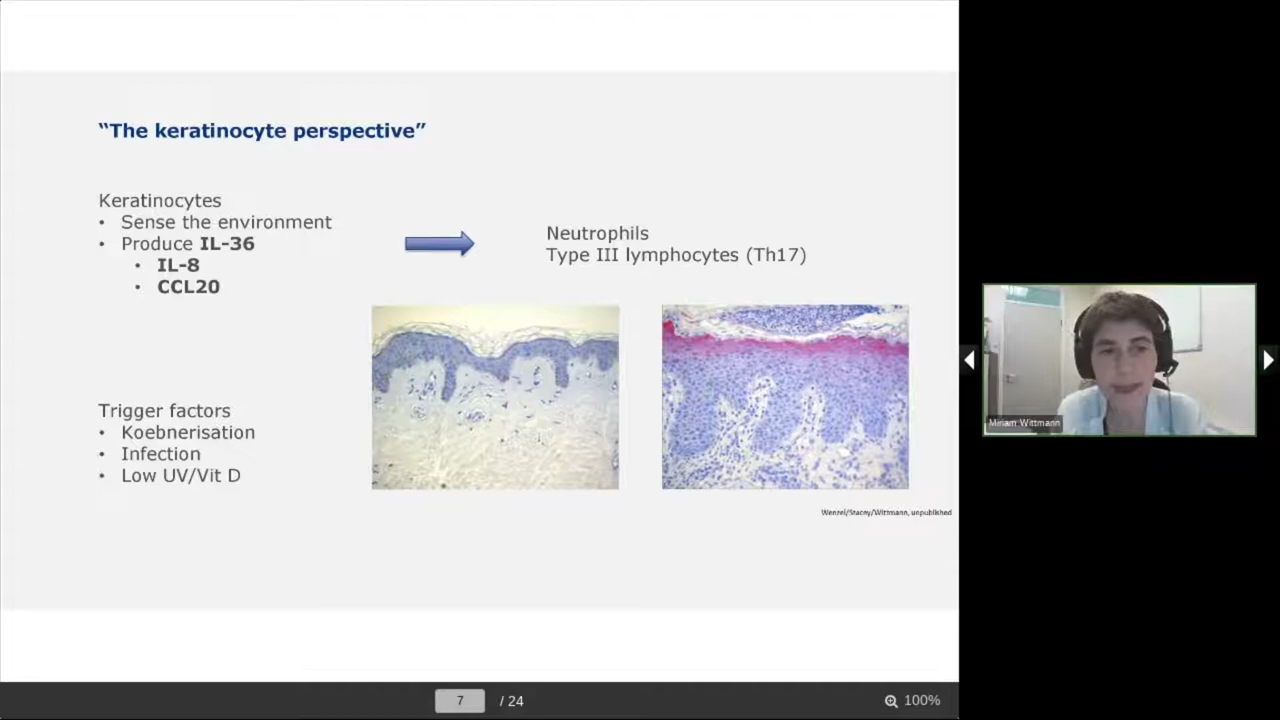 “The keratinocyte perspective”
Keratinocytes
• Sense the environment
• Produce IL-36
• IL-8
• CCL20
Neutrophils
Type III lymphocytes (Th17)
Trigger factors
• Koebnerisation
• Infection
• Low UV/Vit D
Wenzel/Stacey/Wittmann, unpublished
Miriam Wittmann
7 / 24
100%